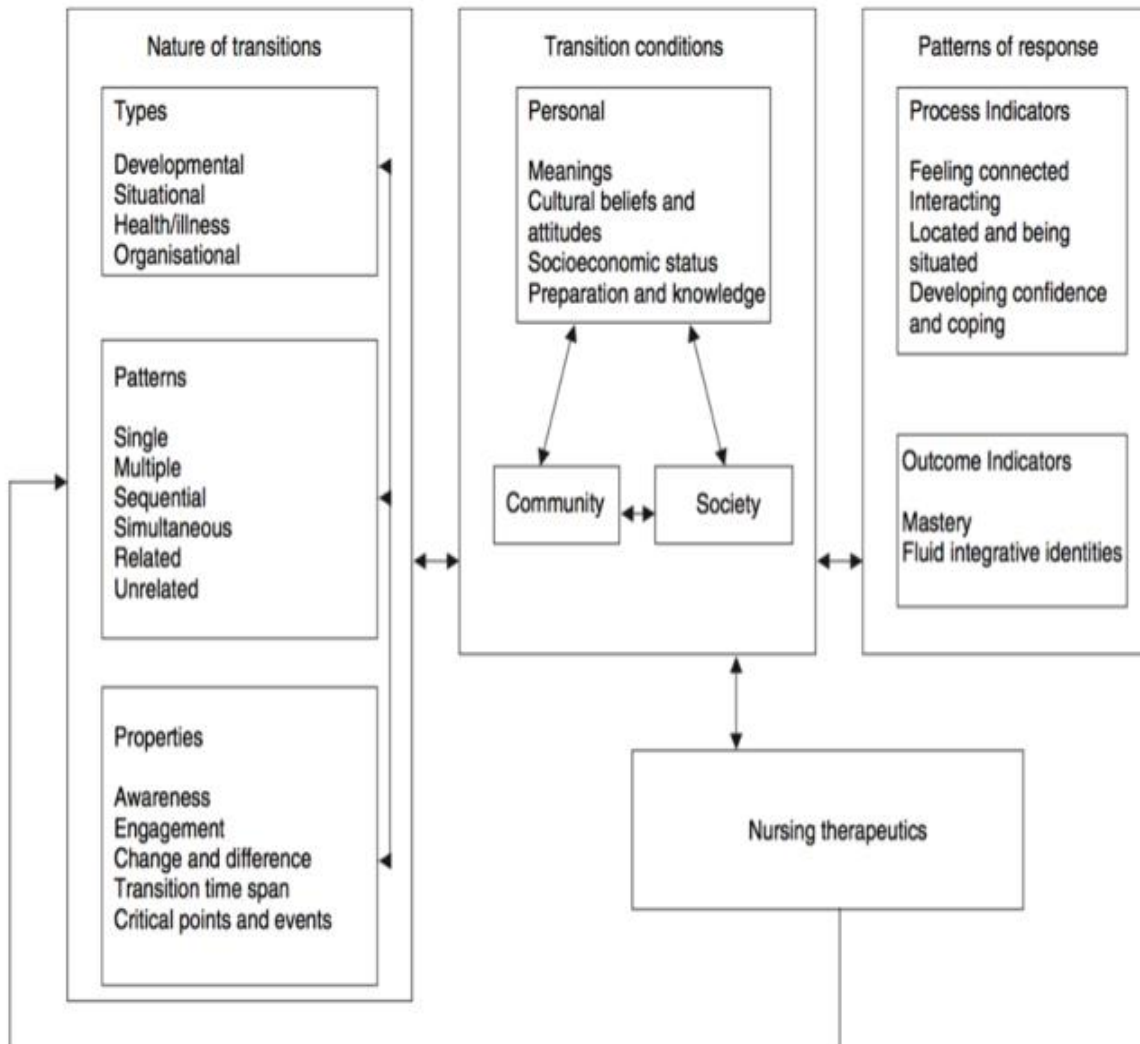 Nature of transitions
Types
Developmental
Situational
Health/illness
Organisational
Patterns
Single
Multiple
Sequential
Simultaneous
Related
Unrelated
Properties
Awareness
Engagement
Change and difference
Transition time span
Critical points and events
Transition conditions
Personal
Meanings
Cultural beliefs and
attitudes
Socioeconomic status
Preparation and knowledge
Community
Society
Patterns of response
Process Indicators
Feeling connected
Interacting
Located and being
situated
Developing confidence
and coping
Outcome Indicators
Mastery
Fluid integrative identities
Nursing therapeutics